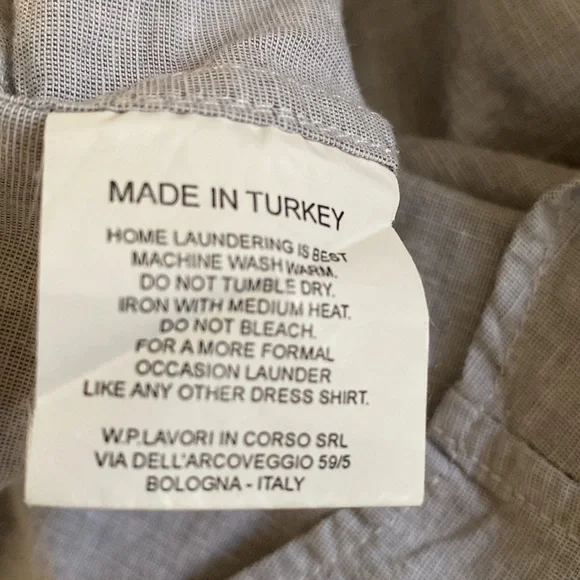 MADE IN TURKEY
HOME LAUNDERING IS BEST
MACHINE WASH WARM.
DO NOT TUMBLE DRY.
IRON WITH MEDIUM HEAT.
DO NOT BLEACH.
FOR A MORE FORMAL
OCCASION LAUNDER
LIKE ANY OTHER DRESS SHIRT.
W.P.LAVORI IN CORSO SRL
VIA DELL'ARCOVEGGIO 59/5
BOLOGNA - ITALY